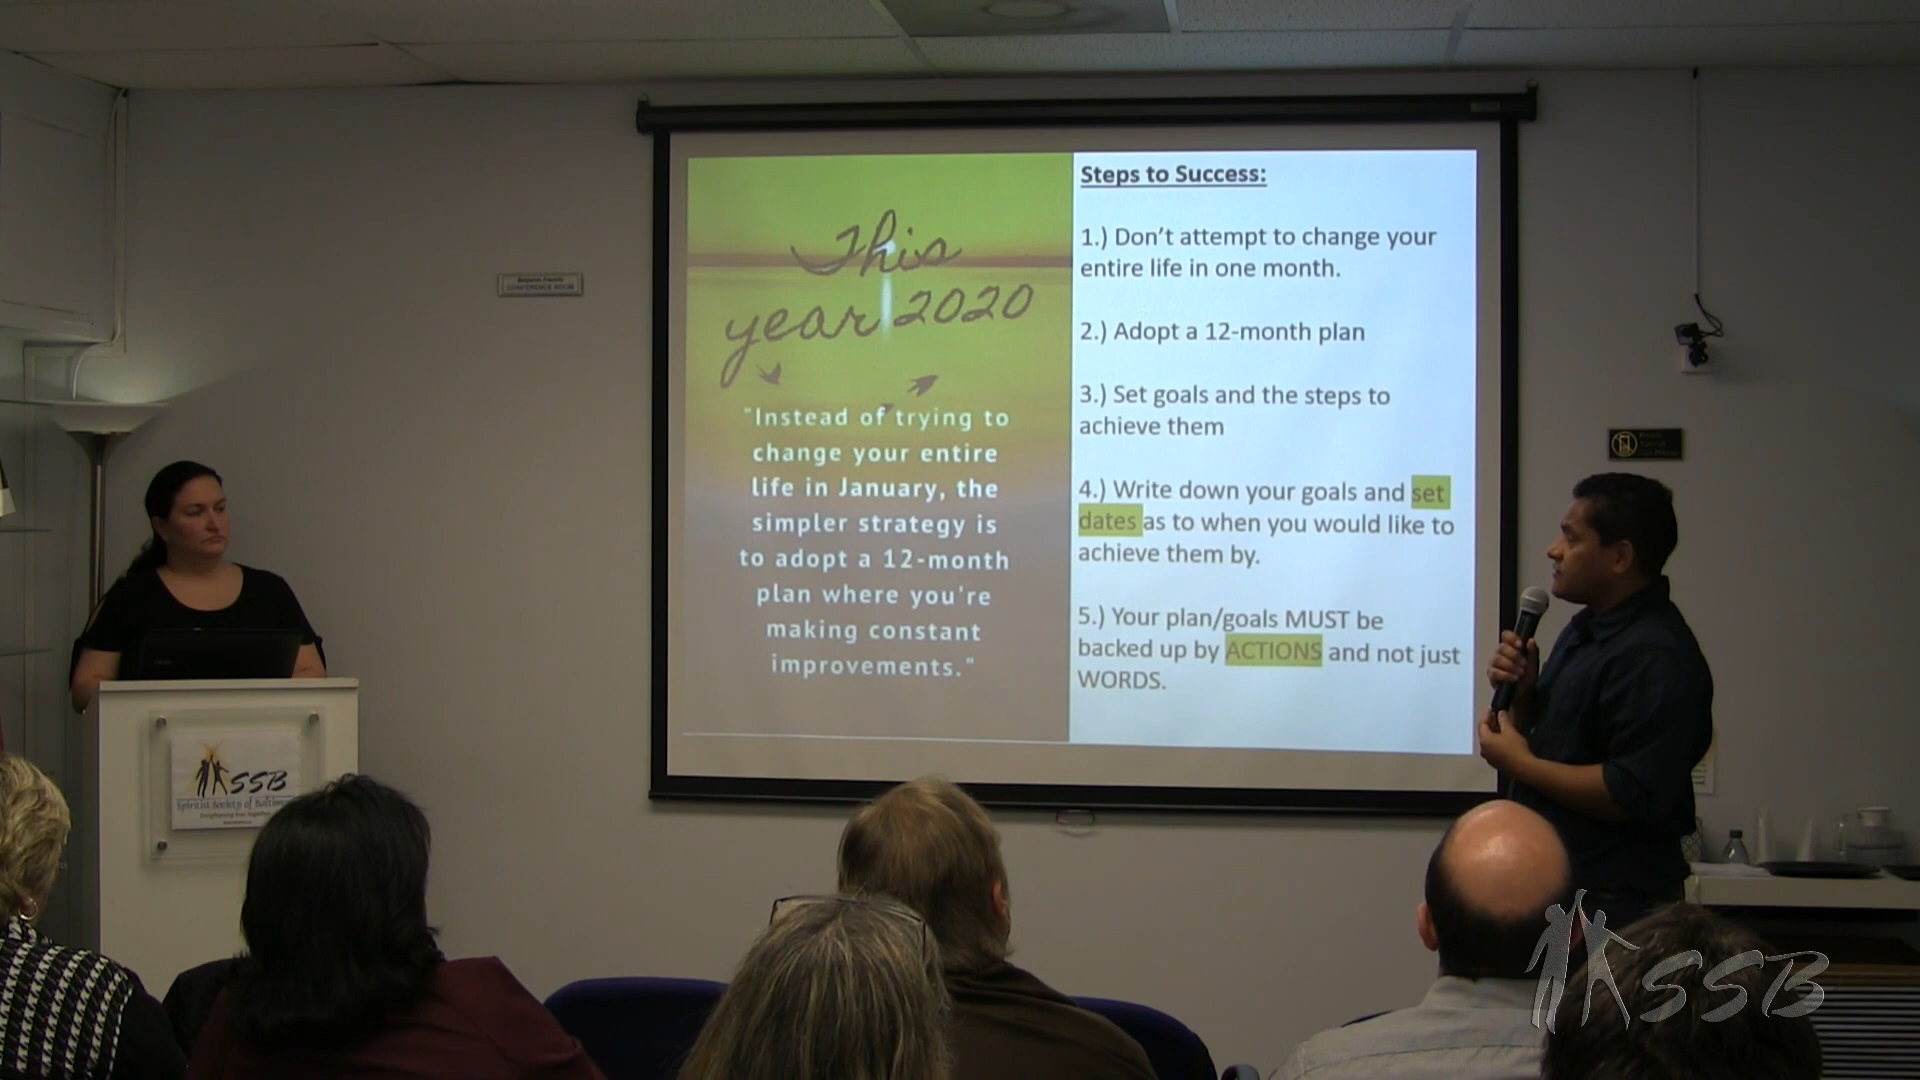 This
year 2020
"Instead of trying to
change your entire
life in January, the
simpler strategy is
to adopt a 12-month
plan where you're
making constant
improvements."
Steps to Success:
1.) Don't attempt to change your
entire life in one month.
2.) Adopt a 12-month plan
3.) Set goals and the steps to
achieve them
4.) Write down your goals and set
dates as to when you would like to
achieve them by.
5.) Your plan/goals MUST be
backed up by ACTIONS and not just
WORDS.
CONFERENCE ROOM
SSB
Spiritist Society of
SSB